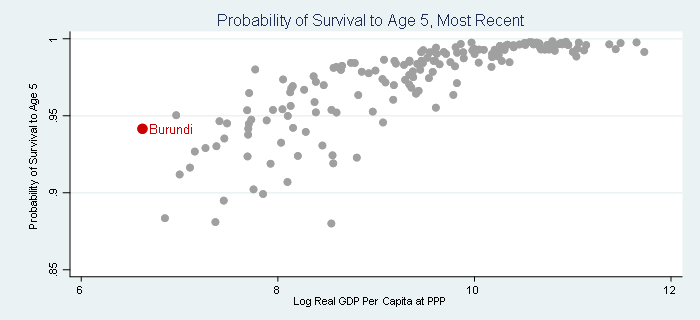 Probability of Survival to Age 5, Most Recent
Probability of Survival to Age 5
1
.95
.9
.85
Burundi
6
8
10
12
Log Real GDP Per Capita at PPP